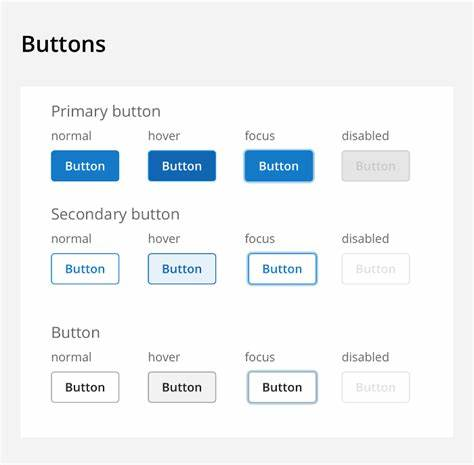 Buttons
Primary button
normal hover focus disabled
Button Button Button Button
Secondary button
normal hover focus disabled
Button Button Button Button
Button
normal hover focus disabled
Button Button Button Button